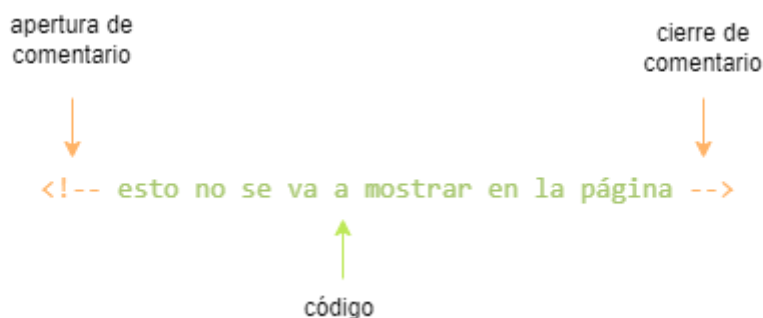 apertura de
comentario
cierre de
comentario
<!-- esto no se va a mostrar en la página -->
código